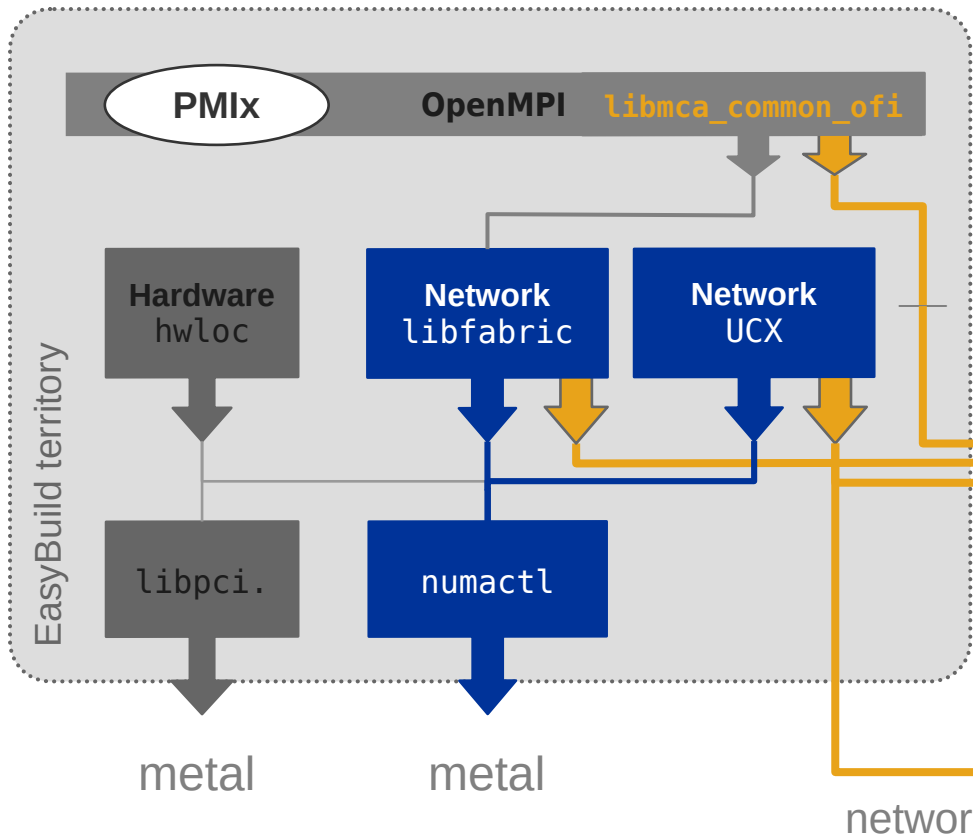 PMIx
OpenMPI
libmca_common_ofi
Hardware
hwloc
Network
libfabric
Network
UCX
EasyBuild territory
libpci.
numactl
metal
metal
networ